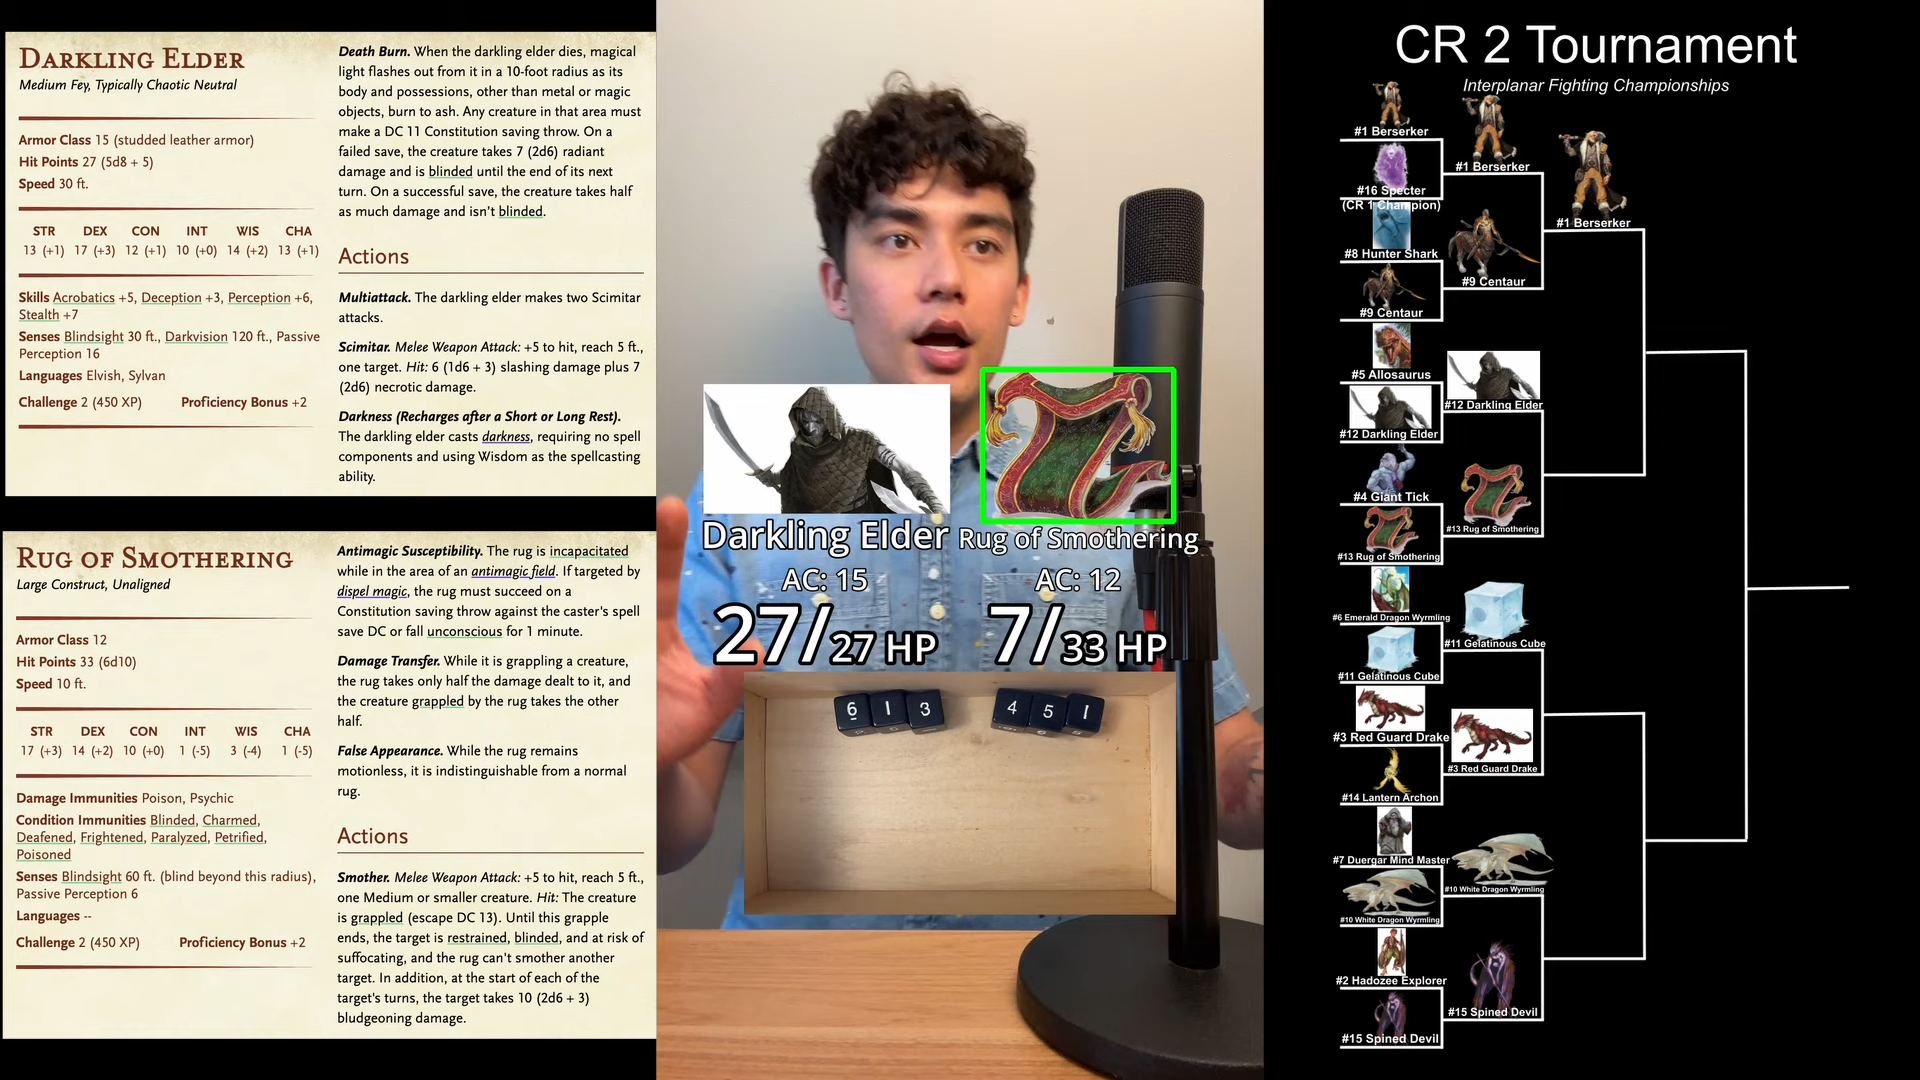 DARKLING ELDER
Medium Fey, Typically Chaotic Neutral
Armor Class 15 (studded leather armor)
Hit Points 27 (5d8 + 5)
Speed 30 ft.
STR DEX CON INT WIS CHA
13 (+1) 17 (+3) 12 (+1) 10 (+0) 14 (+2) 13 (+1)
Skills Acrobatics +5, Deception +3, Perception +6,
Stealth +7
Senses Blindsight 30 ft., Darkvision 120 ft., Passive
Perception 16
Languages Elvish, Sylvan
Challenge 2 (450 XP) Proficiency Bonus +2
Death Burn. When the darkling elder dies, magical
light flashes out from it in a 10-foot radius as its
body and possessions, other than metal or magic
objects, burn to ash. Any creature in that area must
make a DC 11 Constitution saving throw. On a
failed save, the creature takes 7 (2d6) radiant
damage and is blinded until the end of its next
turn. On a successful save, the creature takes half
as much damage and isn't blinded.
Actions
Multiattack. The darkling elder makes two Scimitar
attacks.
Scimitar. Melee Weapon Attack: +5 to hit, reach 5 ft.,
one target. Hit: 6 (1d6 + 3) slashing damage plus 7
(2d6) necrotic damage.
Darkness (Recharges after a Short or Long Rest).
The darkling elder casts darkness, requiring no spell
components and using Wisdom as the spellcasting
ability.
RUG OF SMOTHERING
Large Construct, Unaligned
Armor Class 12
Hit Points 33 (6d10)
Speed 10 ft.
STR DEX CON INT WIS CHA
17 (+3) 14 (+2) 10 (+0) 1 (-5) 3 (-4) 1 (-5)
Damage Immunities Poison, Psychic
Condition Immunities Blinded, Charmed,
Deafened, Frightened, Paralyzed, Petrified,
Poisoned
Senses Blindsight 60 ft. (blind beyond this radius),
Passive Perception 6
Languages --
Challenge 2 (450 XP) Proficiency Bonus +2
Antimagic Susceptibility. The rug is incapacitated
while in the area of an antimagic field. If targeted by
dispel magic, the rug must succeed on a
Constitution saving throw against the caster's spell
save DC or fall unconscious for 1 minute.
Damage Transfer. While it is grappling a creature,
the rug takes only half the damage dealt to it, and
the creature grappled by the rug takes the other
half.
False Appearance. While the rug remains
motionless, it is indistinguishable from a normal
rug.
Actions
Smother. Melee Weapon Attack: +5 to hit, reach 5 ft.,
one Medium or smaller creature. Hit: The creature
is grappled (escape DC 13). Until this grapple
ends, the target is restrained, blinded, and at risk of
suffocating, and the rug can't smother another
target. In addition, at the start of each of the
target's turns, the target takes 10 (2d6 + 3)
bludgeoning damage.
Darkling Elder
AC: 15
27/27 HP
Rug of Smothering
AC: 12
7/33 HP
6 1 3 4 5 1
CR 2 Tournament
Interplanar Fighting Championships
#1 Berserker
#16 Specter
(CR 1 Champion)
#8 Hunter Shark
#9 Centaur
#5 Allosaurus
#12 Darkling Elder
#4 Giant Tick
#13 Rug of Smothering
#6 Emerald Dragon Wyrmling
#11 Gelatinous Cube
#3 Red Guard Drake
#14 Lantern Archon
#7 Duergar Mind Master
#10 White Dragon Wyrmling
#2 Hadozee Explorer
#15 Spined Devil
#1 Berserker
#9 Centaur
#12 Darkling Elder
#13 Rug of Smothering
#11 Gelatinous Cube
#3 Red Guard Drake
#10 White Dragon Wyrmling
#15 Spined Devil
#1 Berserker